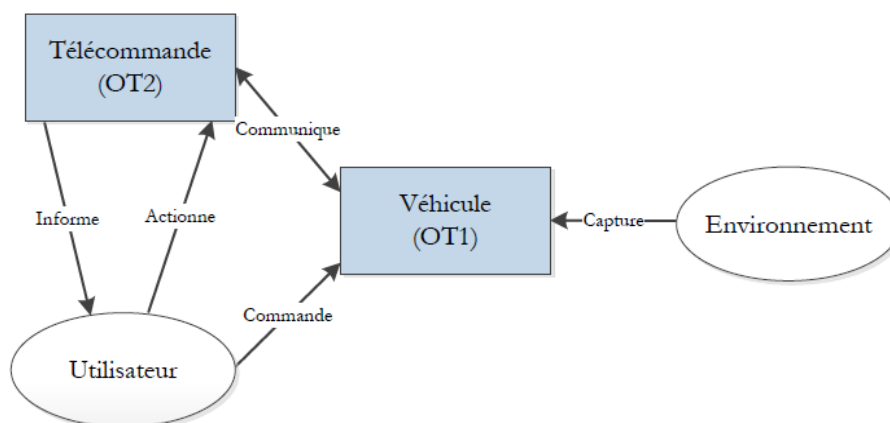 Télécommande
(OT2)
Communique
Informe
Actionne
Véhicule
(OT1)
Capture
Environnement
Commande
Utilisateur